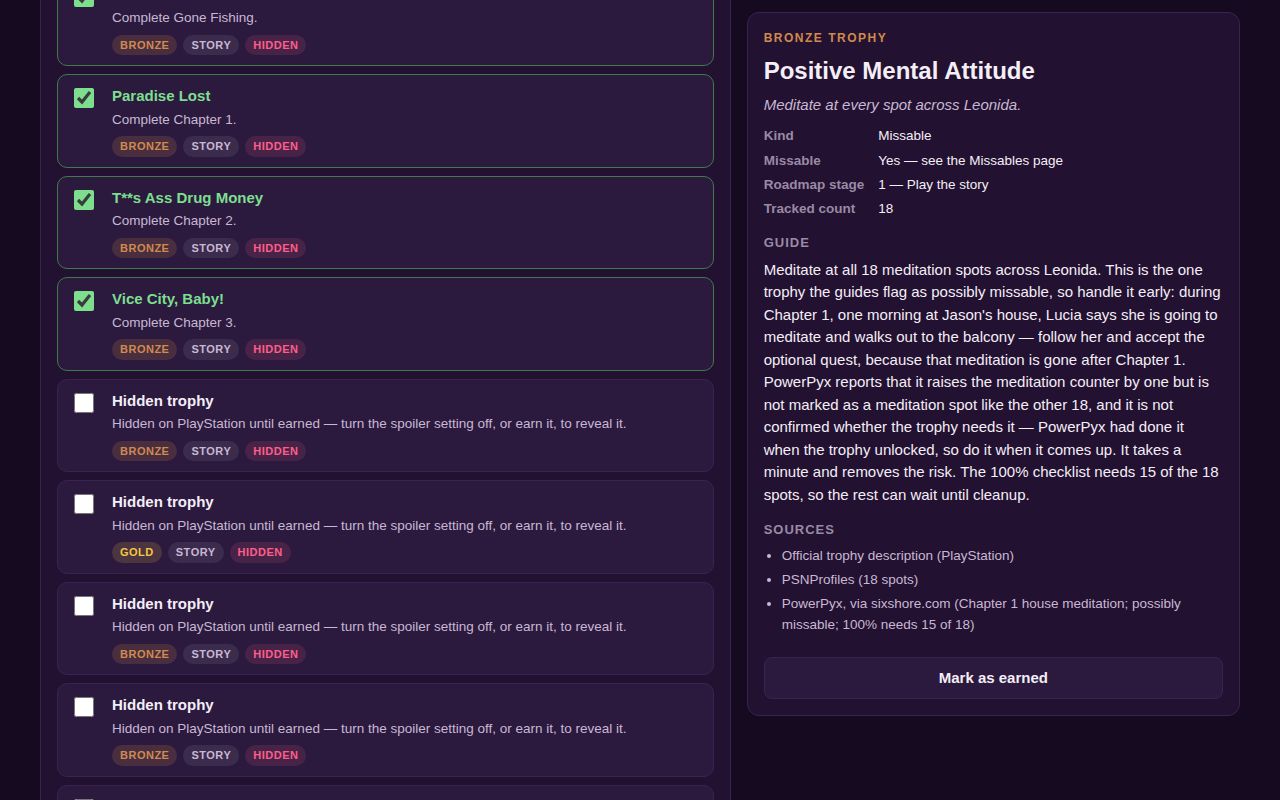 Complete Gone Fishing.
BRONZE STORY HIDDEN
Paradise Lost
Complete Chapter 1.
BRONZE STORY HIDDEN
T**s Ass Drug Money
Complete Chapter 2.
BRONZE STORY HIDDEN
Vice City, Baby!
Complete Chapter 3.
BRONZE STORY HIDDEN
Hidden trophy
Hidden on PlayStation until earned — turn the spoiler setting off, or earn it, to reveal it.
BRONZE STORY HIDDEN
Hidden trophy
Hidden on PlayStation until earned — turn the spoiler setting off, or earn it, to reveal it.
GOLD STORY HIDDEN
Hidden trophy
Hidden on PlayStation until earned — turn the spoiler setting off, or earn it, to reveal it.
BRONZE STORY HIDDEN
Hidden trophy
Hidden on PlayStation until earned — turn the spoiler setting off, or earn it, to reveal it.
BRONZE STORY HIDDEN
BRONZE TROPHY
Positive Mental Attitude
Meditate at every spot across Leonida.
Kind Missable
Missable Yes — see the Missables page
Roadmap stage 1 — Play the story
Tracked count 18
GUIDE
Meditate at all 18 meditation spots across Leonida. This is the one
trophy the guides flag as possibly missable, so handle it early: during
Chapter 1, one morning at Jason's house, Lucia says she is going to
meditate and walks out to the balcony — follow her and accept the
optional quest, because that meditation is gone after Chapter 1.
PowerPyx reports that it raises the meditation counter by one but is
not marked as a meditation spot like the other 18, and it is not
confirmed whether the trophy needs it — PowerPyx had done it
when the trophy unlocked, so do it when it comes up. It takes a
minute and removes the risk. The 100% checklist needs 15 of the 18
spots, so the rest can wait until cleanup.
SOURCES
• Official trophy description (PlayStation)
• PSNProfiles (18 spots)
• PowerPyx, via sixshore.com (Chapter 1 house meditation; possibly
missable; 100% needs 15 of 18)
Mark as earned